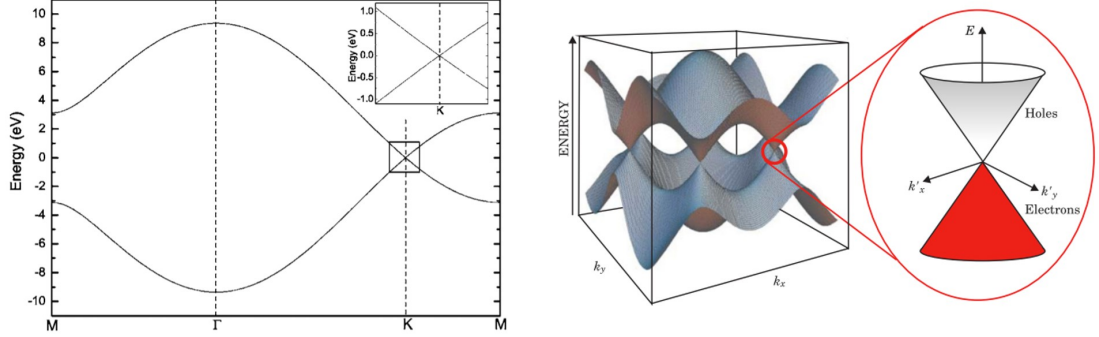 Energy (eV)
10
8
6
4
2
0
-2
-4
-6
-8
-10
M
Γ
K
M
Energy (eV)
1.0
0.5
0.0
-0.5
-1.0
K
ENERGY
k_y
k_x
E
Holes
k'_x
k'_y
Electrons